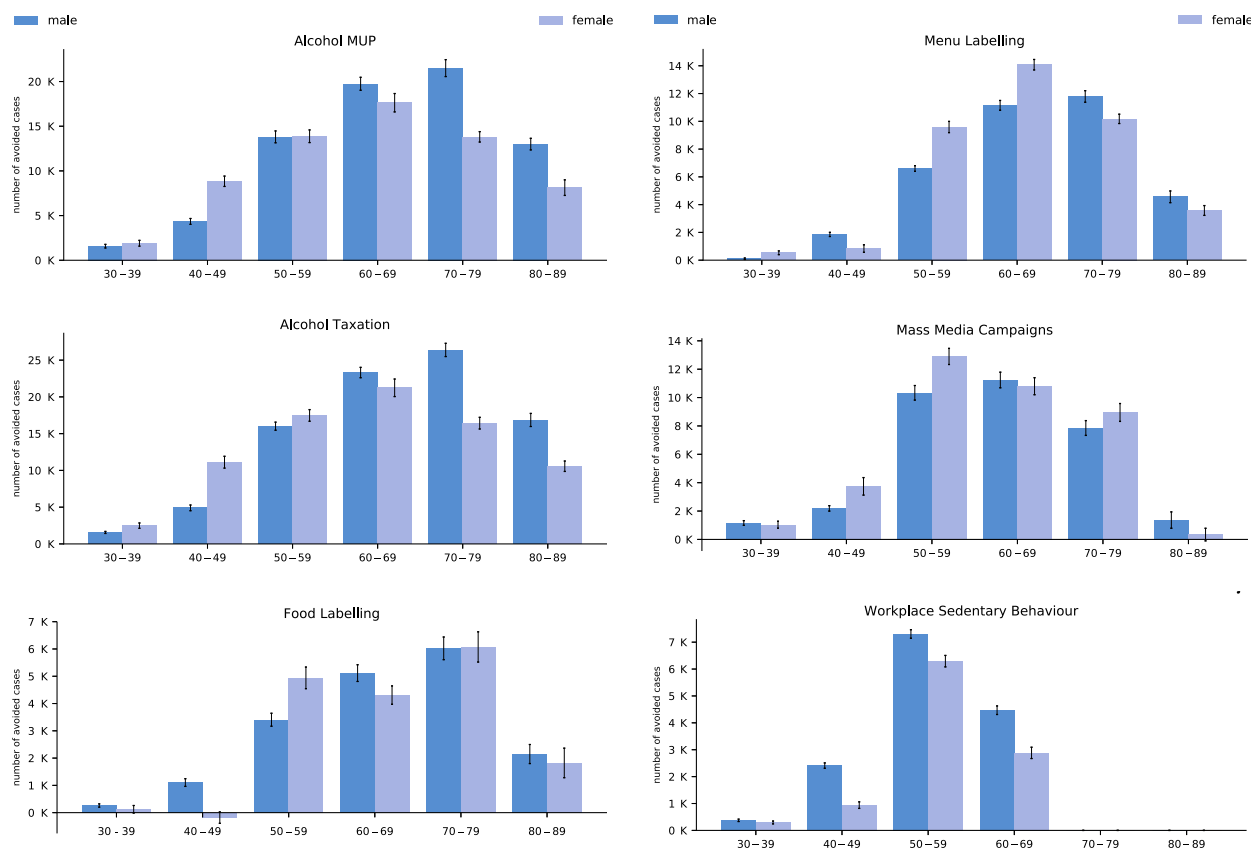 male
female
Alcohol MUP
number of avoided cases
20 K
15 K
10 K
5 K
0 K
30−39 40−49 50−59 60−69 70−79 80−89
male
female
Menu Labelling
number of avoided cases
14 K
12 K
10 K
8 K
6 K
4 K
2 K
0 K
30−39 40−49 50−59 60−69 70−79 80−89
Alcohol Taxation
number of avoided cases
25 K
20 K
15 K
10 K
5 K
0 K
30−39 40−49 50−59 60−69 70−79 80−89
Mass Media Campaigns
number of avoided cases
14 K
12 K
10 K
8 K
6 K
4 K
2 K
0 K
30−39 40−49 50−59 60−69 70−79 80−89
Food Labelling
number of avoided cases
7 K
6 K
5 K
4 K
3 K
2 K
1 K
0 K
30−39 40−49 50−59 60−69 70−79 80−89
Workplace Sedentary Behaviour
number of avoided cases
7 K
6 K
5 K
4 K
3 K
2 K
1 K
0 K
30−39 40−49 50−59 60−69 70−79 80−89